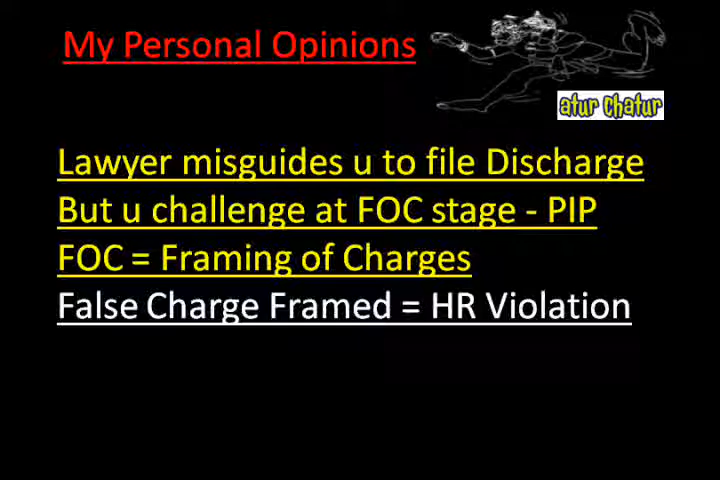 My Personal Opinions
atur chatur
Lawyer misguides u to file Discharge
But u challenge at FOC stage - PIP
FOC = Framing of Charges
False Charge Framed = HR Violation